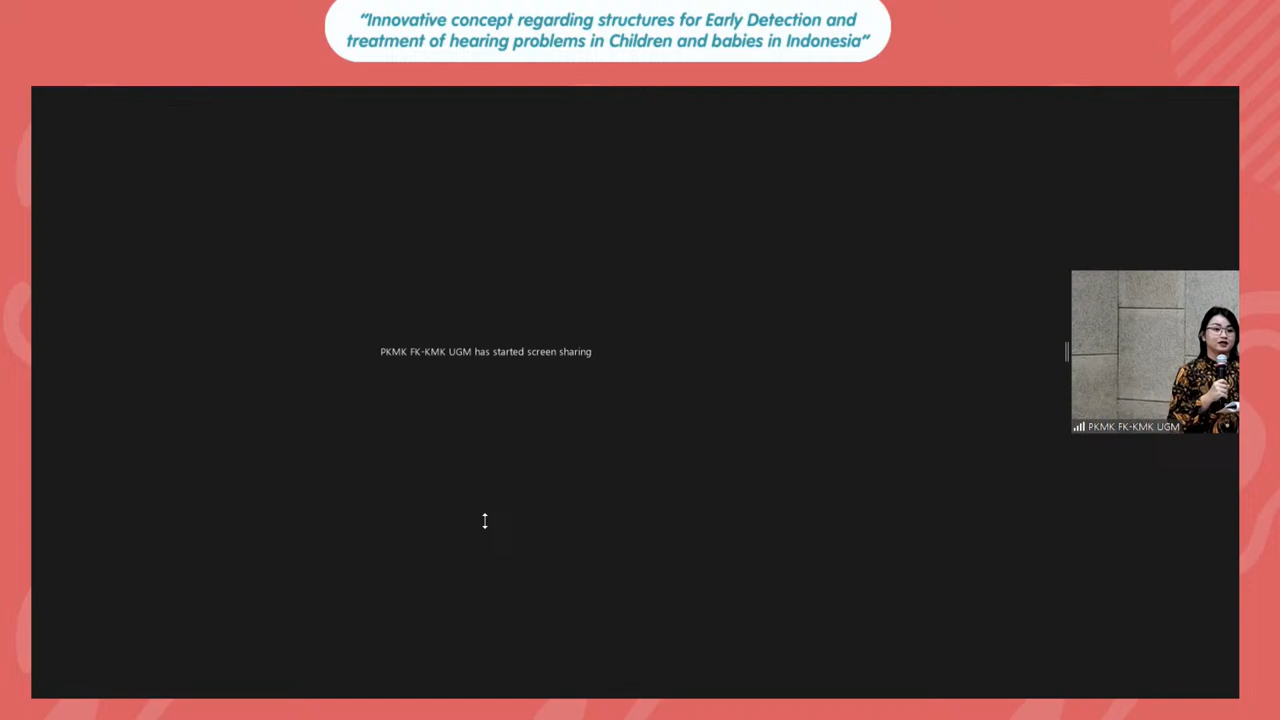 “Innovative concept regarding structures for Early Detection and
treatment of hearing problems in Children and babies in Indonesia”
PKMK FK-KMK UGM has started screen sharing
PKMK FK-KMK UGM